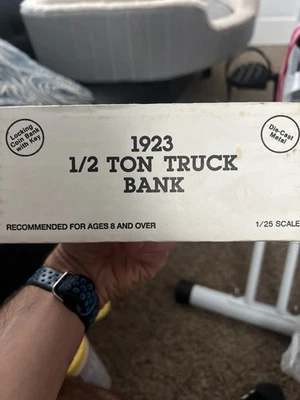 Locking
Coin Bank
with Key
Die-Cast
Metal
1923
1/2 TON TRUCK
BANK
RECOMMENDED FOR AGES 8 AND OVER
1/25 SCALE